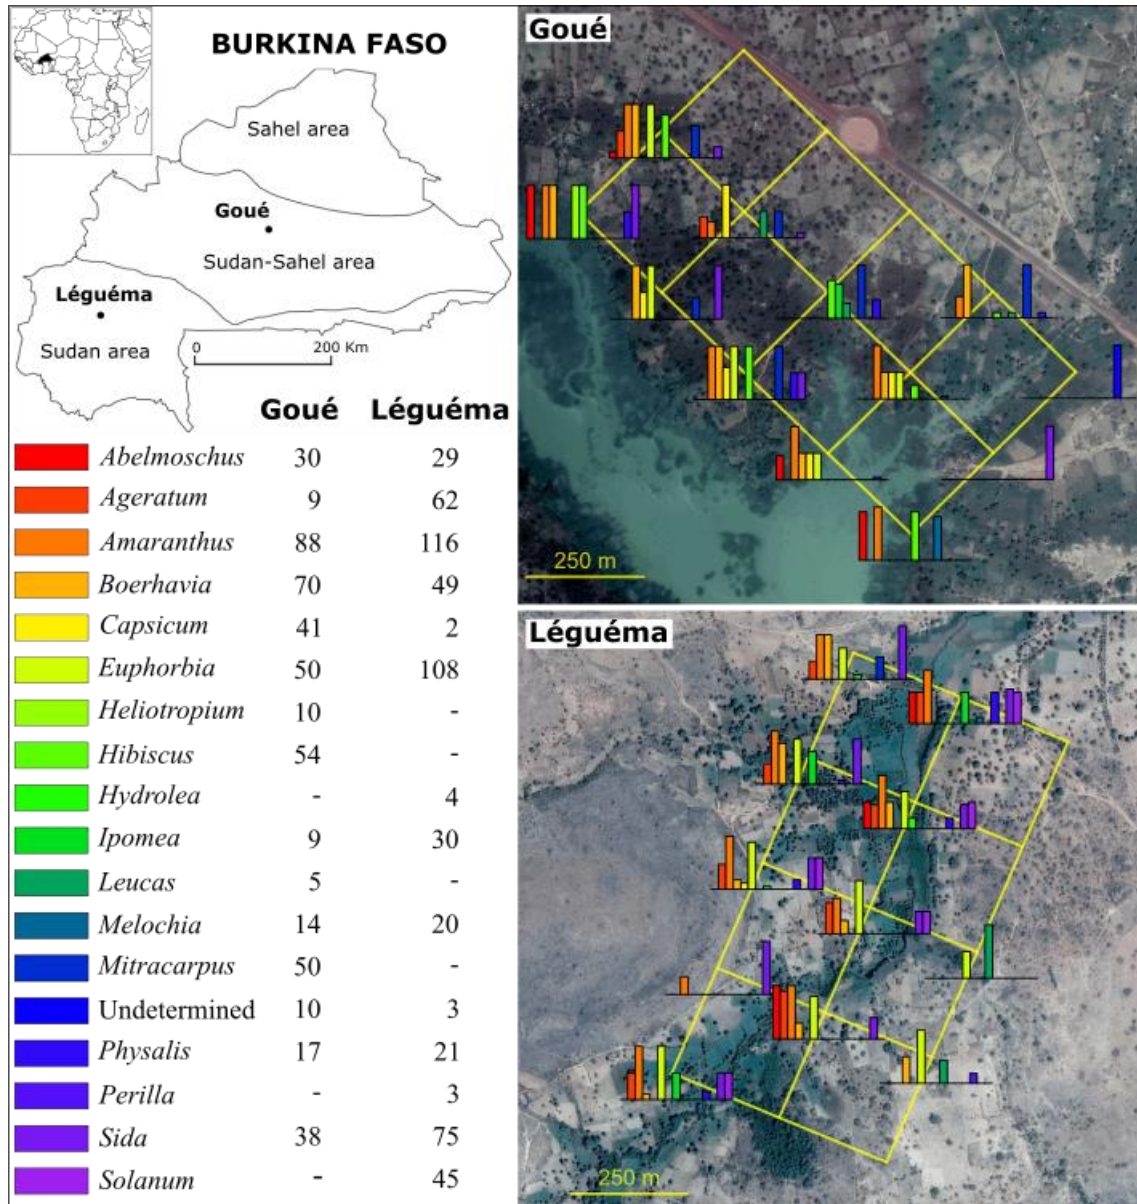 BURKINA FASO
Sahel area
Goué
Sudan-Sahel area
Léguéma
Sudan area
0 200 Km
Goué Léguéma
Abelmoschus 30 29
Ageratum 9 62
Amaranthus 88 116
Boerhavia 70 49
Capsicum 41 2
Euphorbia 50 108
Heliotropium 10 -
Hibiscus 54 -
Hydrolea - 4
Ipomea 9 30
Leucas 5 -
Melochia 14 20
Mitracarpus 50 -
Undetermined 10 3
Physalis 17 21
Perilla - 3
Sida 38 75
Solanum - 45
Goué
250 m
Léguéma
250 m